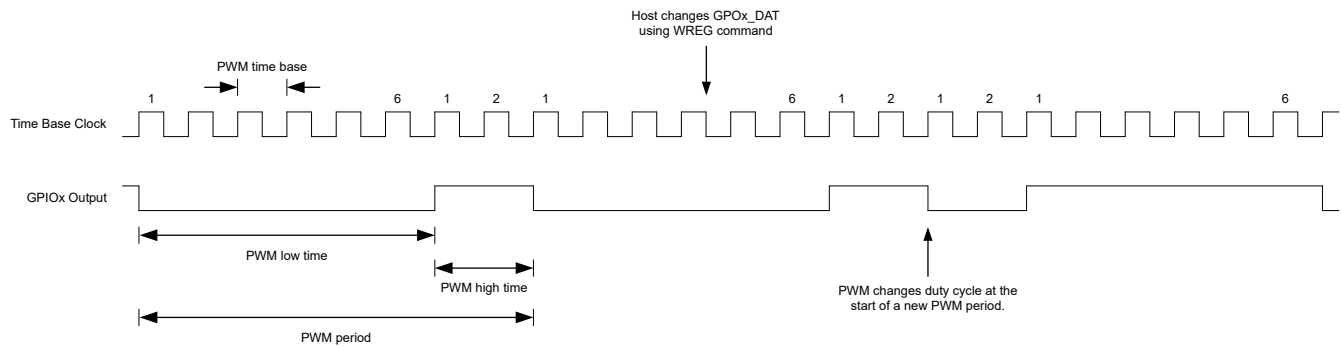 Host changes GPOx_DAT
using WREG command
PWM time base
1 6 1 2 1 6 1 2 1 2 1 6
Time Base Clock
GPIOx Output
PWM low time
PWM high time
PWM changes duty cycle at the
start of a new PWM period.
PWM period